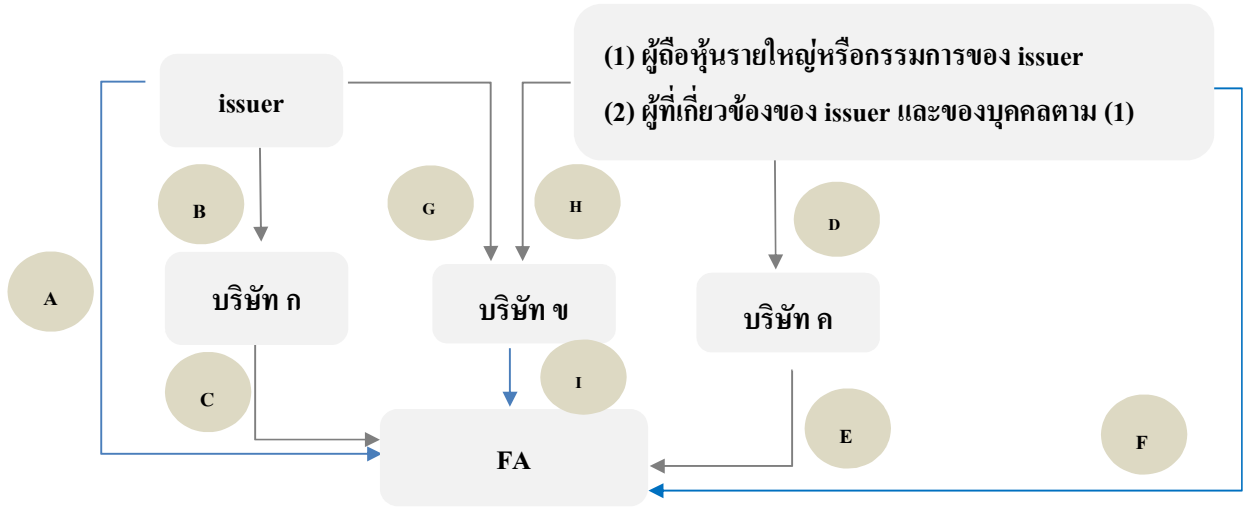 (1) ผู้ถือหุ้นรายใหญ่หรือกรรมการของ issuer
(2) ผู้ที่เกี่ยวข้องของ issuer และของบุคคลตาม (1)
issuer
B
G
H
D
A
บริษัท ก
บริษัท ข
บริษัท ค
C
I
E
F
FA